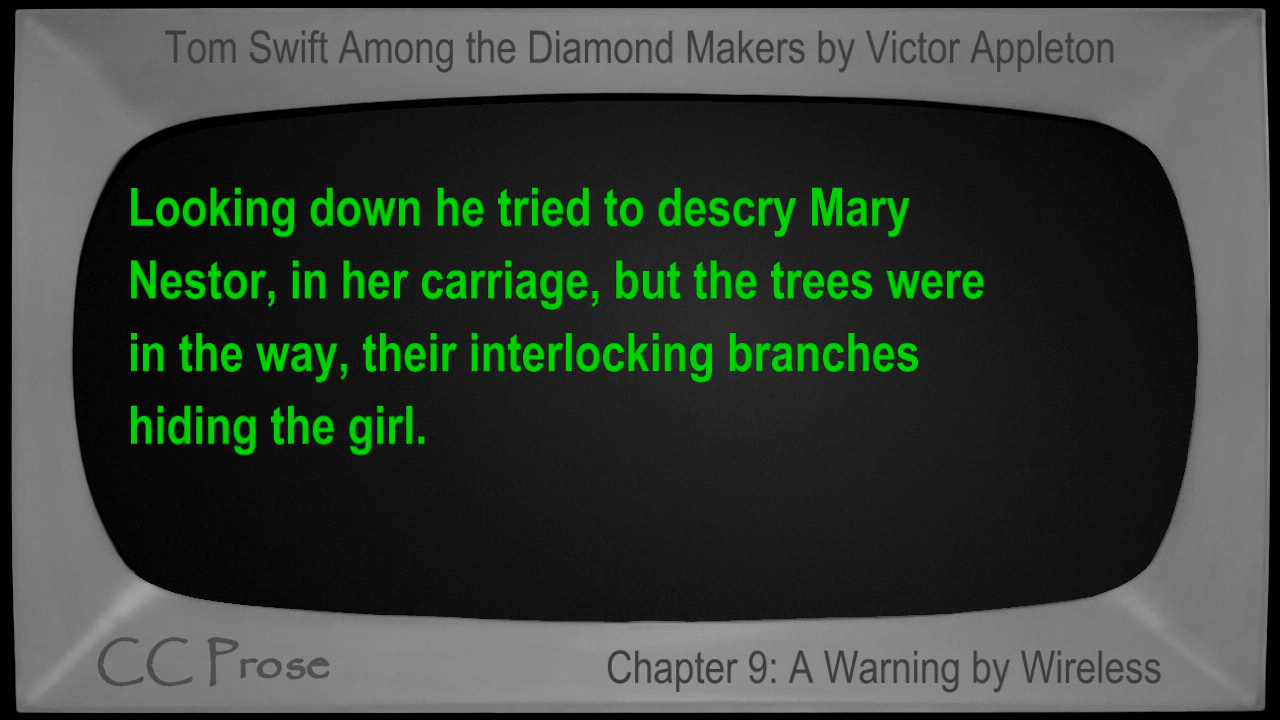 Tom Swift Among the Diamond Makers by Victor Appleton
Looking down he tried to descry Mary
Nestor, in her carriage, but the trees were
in the way, their interlocking branches
hiding the girl.
CC Prose
Chapter 9: A Warning by Wireless